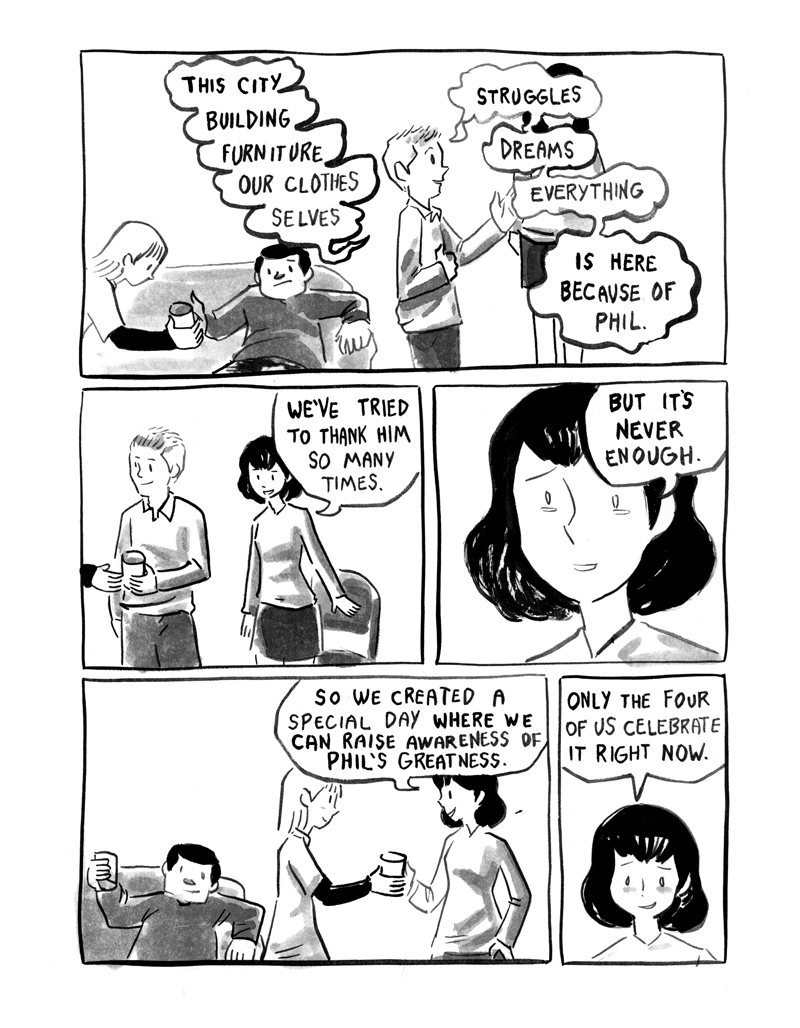 THIS CITY
BUILDING
FURNITURE
OUR CLOTHES
SELVES
STRUGGLES
DREAMS
EVERYTHING
IS HERE
BECAUSE OF
PHIL.
WE'VE TRIED
TO THANK HIM
SO MANY
TIMES.
BUT IT'S
NEVER
ENOUGH.
SO WE CREATED A
SPECIAL DAY WHERE WE
CAN RAISE AWARENESS OF
PHIL'S GREATNESS.
ONLY THE FOUR
OF US CELEBRATE
IT RIGHT NOW.